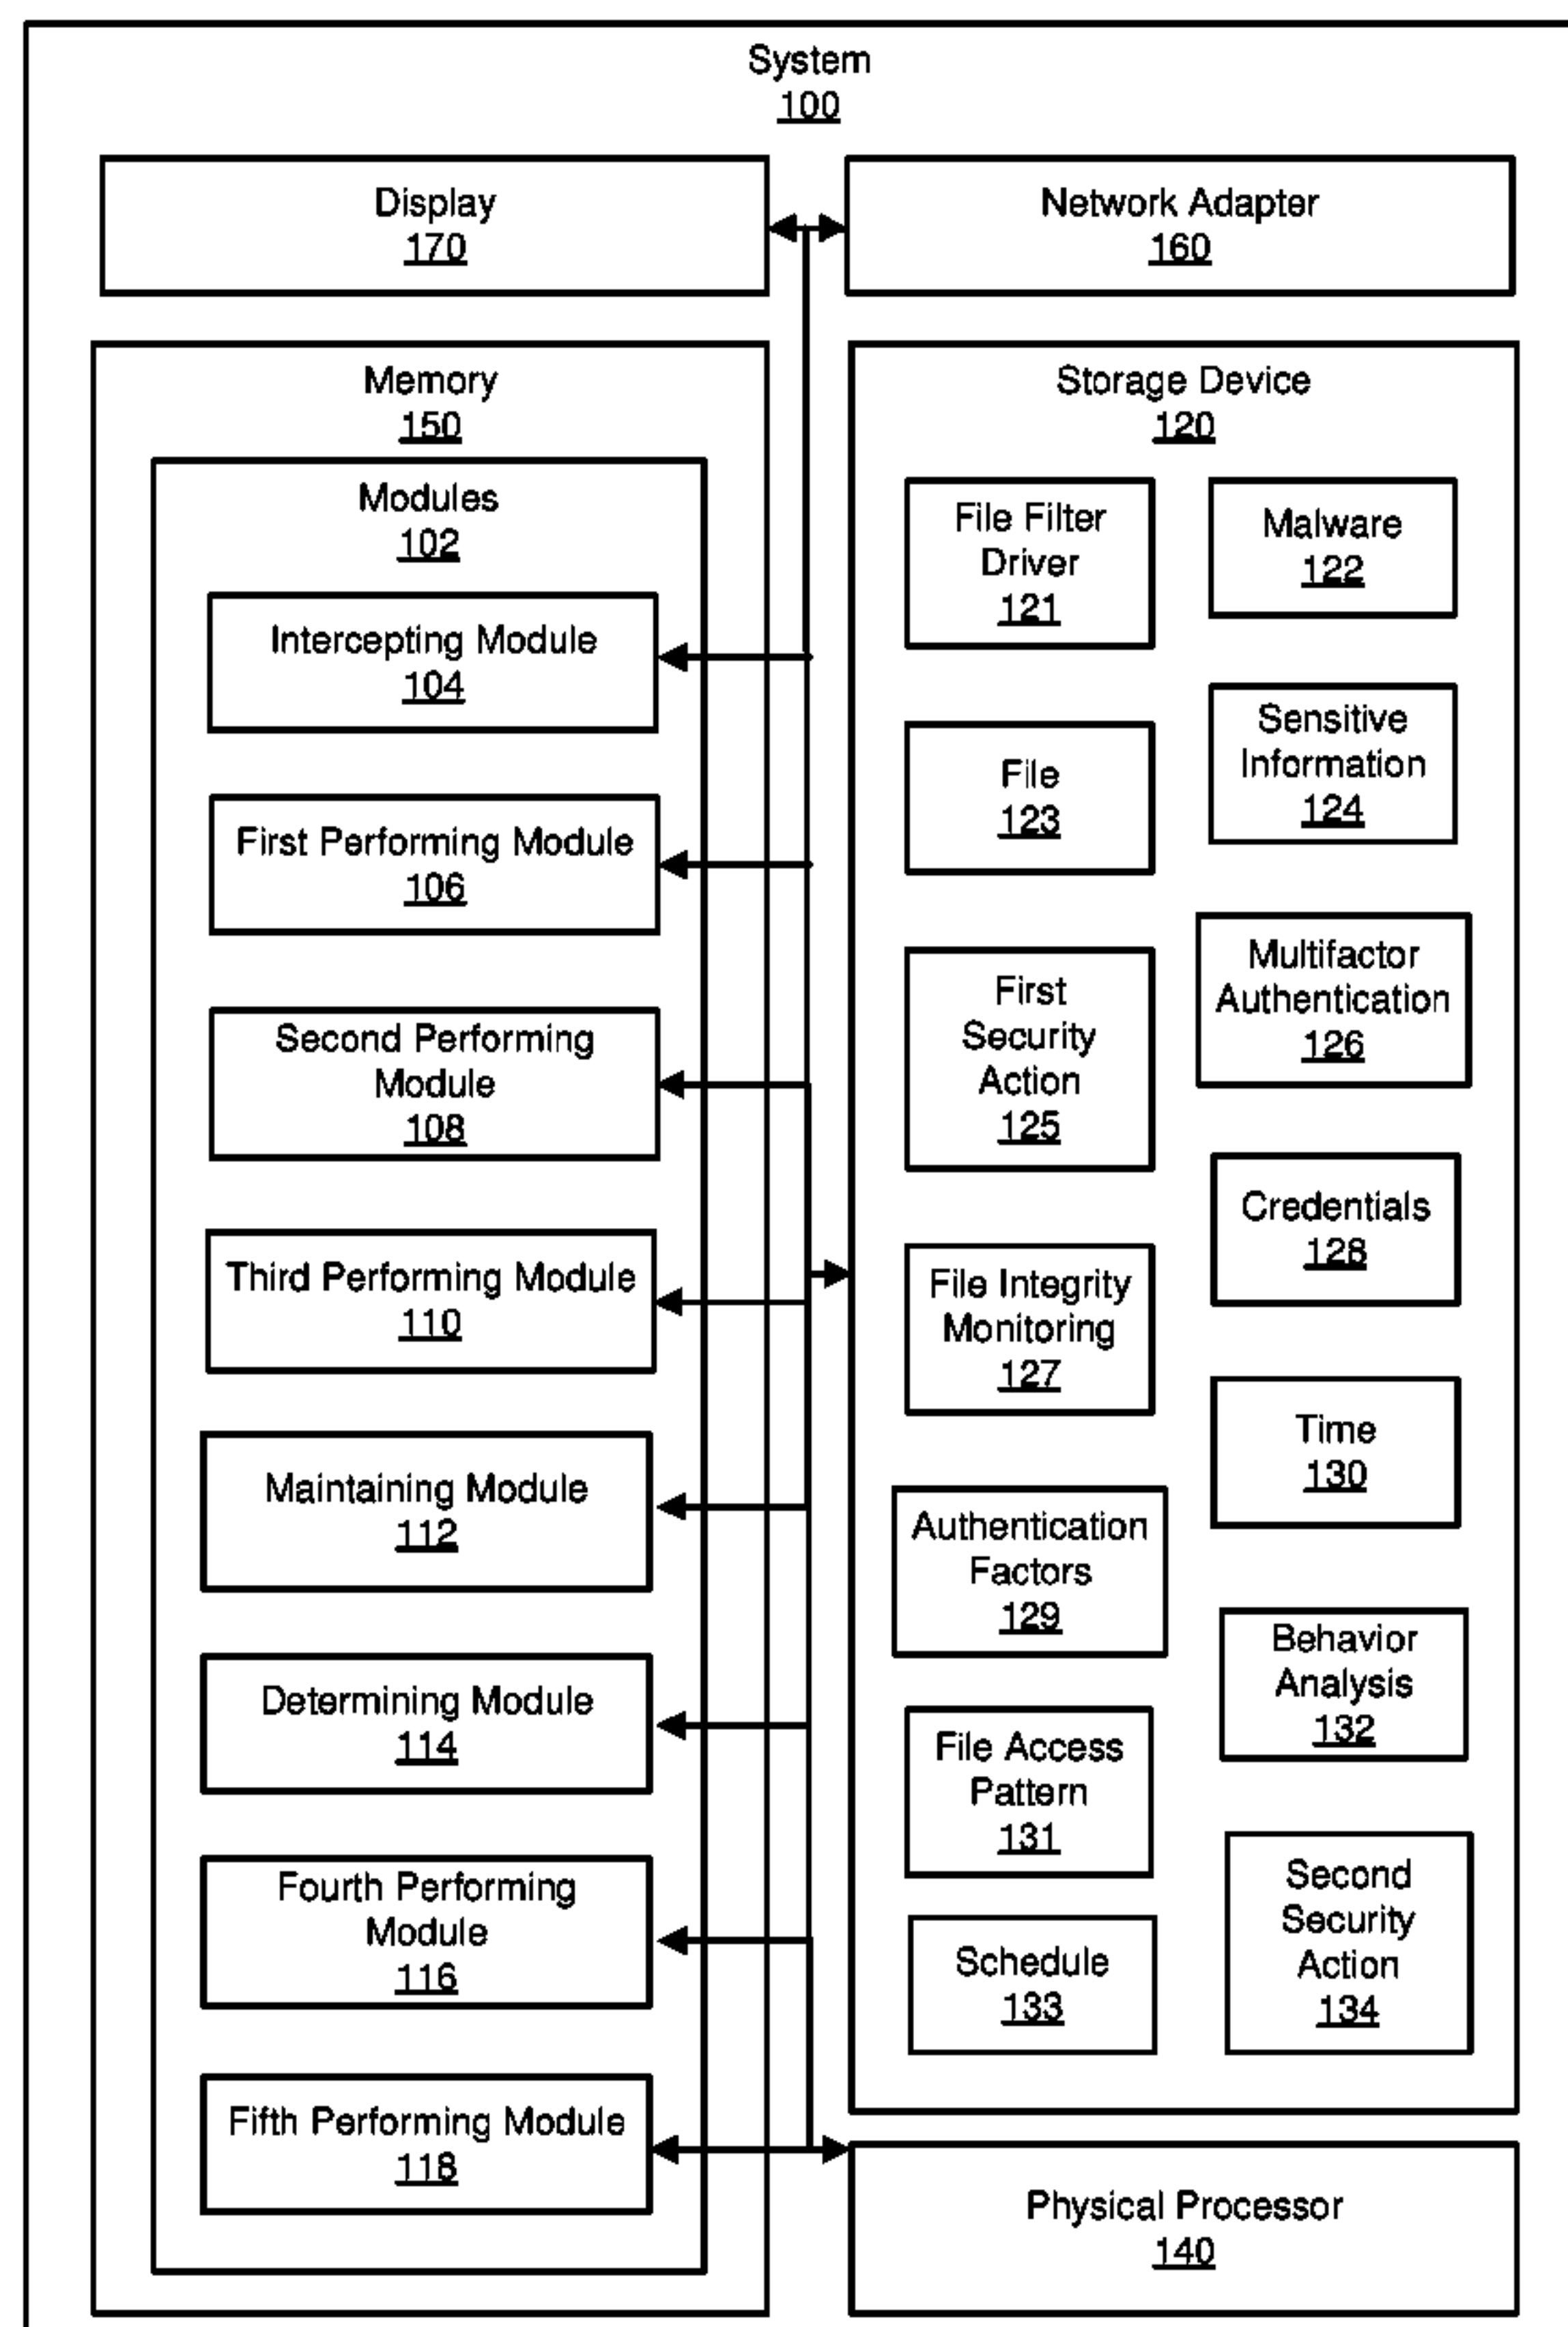 System
100
Display
170
Network Adapter
160
Memory
150
Modules
102
Intercepting Module
104
First Performing Module
106
Second Performing
Module
108
Third Performing Module
110
Maintaining Module
112
Determining Module
114
Fourth Performing
Module
116
Fifth Performing Module
118
Storage Device
120
File Filter
Driver
121
Malware
122
File
123
Sensitive
Information
124
First
Security
Action
125
Multifactor
Authentication
126
File Integrity
Monitoring
127
Credentials
128
Authentication
Factors
129
Time
130
File Access
Pattern
131
Behavior
Analysis
132
Schedule
133
Second
Security
Action
134
Physical Processor
140